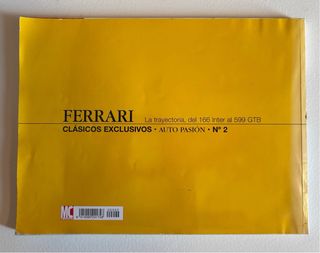 FERRARI La trayectoria, del 166 Inter al 599 GTB
CLÁSICOS EXCLUSIVOS • AUTO PASIÓN • Nº 2
MC